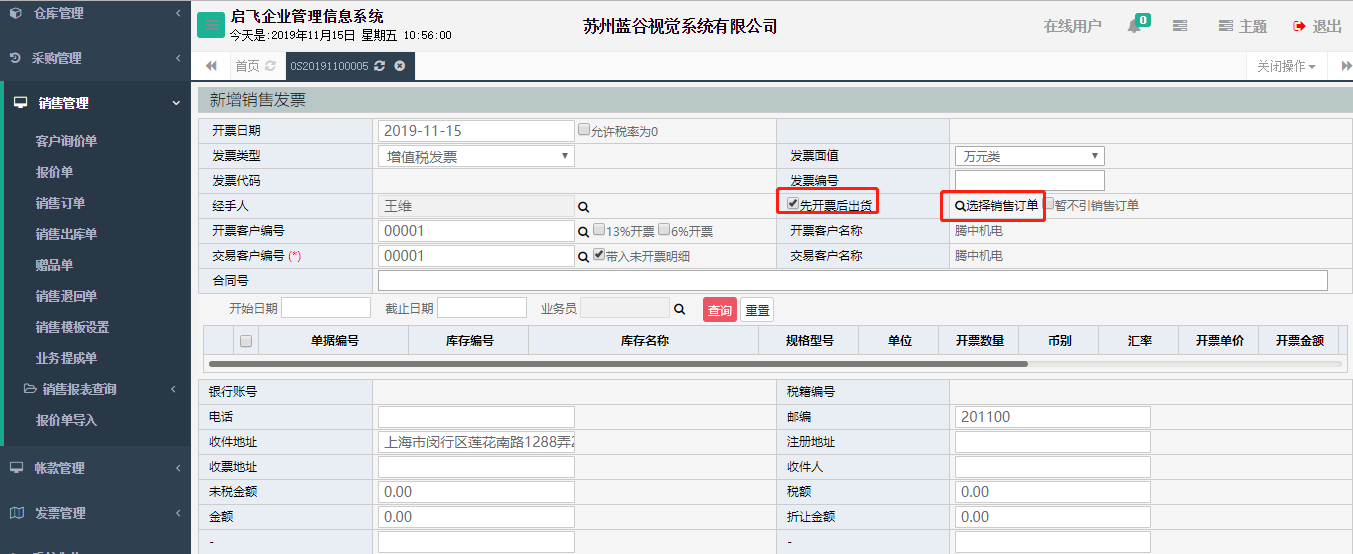 仓库管理
采购管理
销售管理
客户询价单
报价单
销售订单
销售出库单
赠品单
销售退回单
销售模板设置
业务提成单
销售报表查询
报价单导入
帐款管理
发票管理
启飞企业管理信息系统
今天是:2019年11月15日 星期五 10:56:00
苏州蓝谷视觉系统有限公司
在线用户 0 主题 退出
首页 OS20191100005 关闭操作
新增销售发票
开票日期 2019-11-15 允许税率为0
发票类型 增值税发票 发票面值 万元类
发票代码 发票编号
经手人 王维 先开票后出货 选择销售订单 暂不引销售订单
开票客户编号 00001 13%开票 6%开票 开票客户名称 腾中机电
交易客户编号 (*) 00001 带入未开票明细 交易客户名称 腾中机电
合同号
开始日期 截止日期 业务员 查询 重置
单据编号 库存编号 库存名称 规格型号 单位 开票数量 币别 汇率 开票单价 开票金额
银行账号 税籍编号
电话 邮编 201100
收件地址 上海市闵行区莲花南路1288弄 注册地址
收票地址 收件人
未税金额 0.00 税额 0.00
金额 0.00 折让金额 0.00
- -